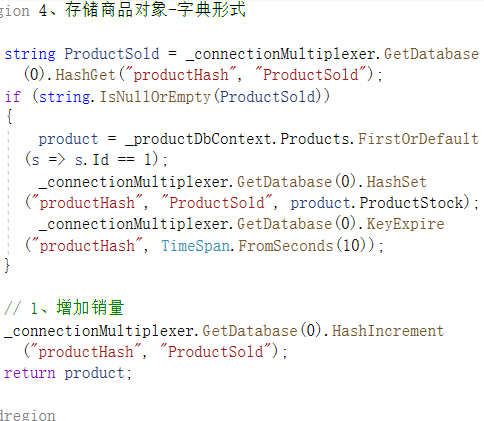 gion 4、存储商品对象-字典形式
string ProductSold = _connectionMultiplexer.GetDatabase
(0).HashGet("productHash", "ProductSold");
if (string.IsNullOrEmpty(ProductSold))
{
product = _productDbContext.Products.FirstOrDefault
(s => s.Id == 1);
_connectionMultiplexer.GetDatabase(0).HashSet
("productHash", "ProductSold", product.ProductStock);
_connectionMultiplexer.GetDatabase(0).KeyExpire
("productHash", TimeSpan.FromSeconds(10));
}
// 1、增加销量
_connectionMultiplexer.GetDatabase(0).HashIncrement
("productHash", "ProductSold");
return product;
dregion